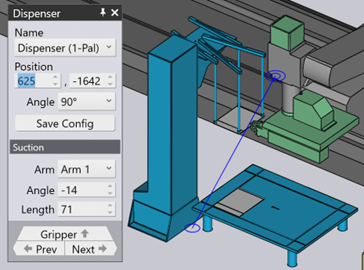 Dispenser
Name
Dispenser (1-Pal)
Position
625 , -1642
Angle 90°
Save Config
Suction
Arm Arm 1
Angle -14
Length 71
Gripper
Prev Next